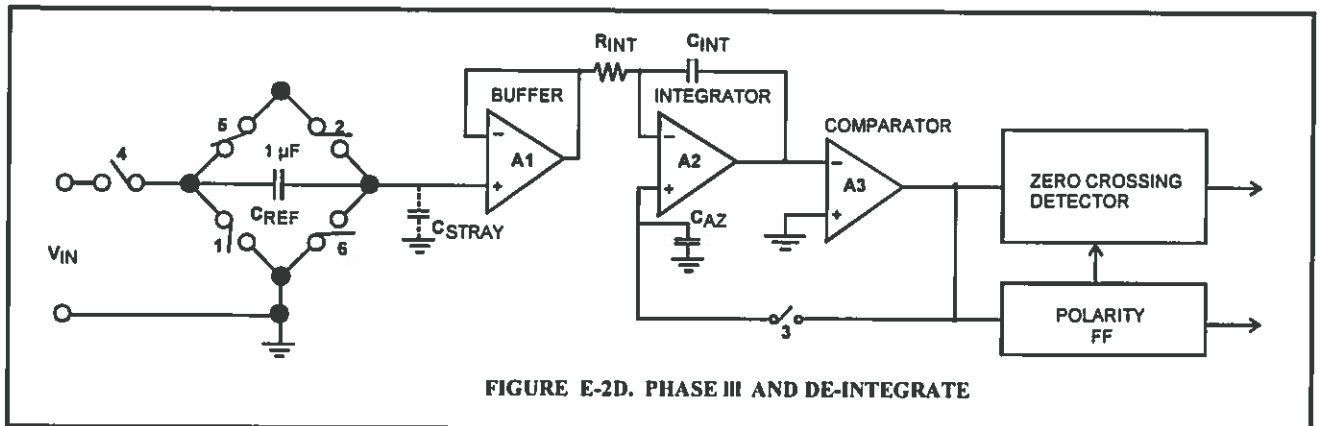 RINT
CINT
BUFFER
INTEGRATOR
5
2
1 µF
4
COMPARATOR
A1
A2
A3
ZERO CROSSING
DETECTOR
CREF
CSTRAY
CAZ
1
6
VIN
POLARITY
FF
3
FIGURE E-2D. PHASE III AND DE-INTEGRATE